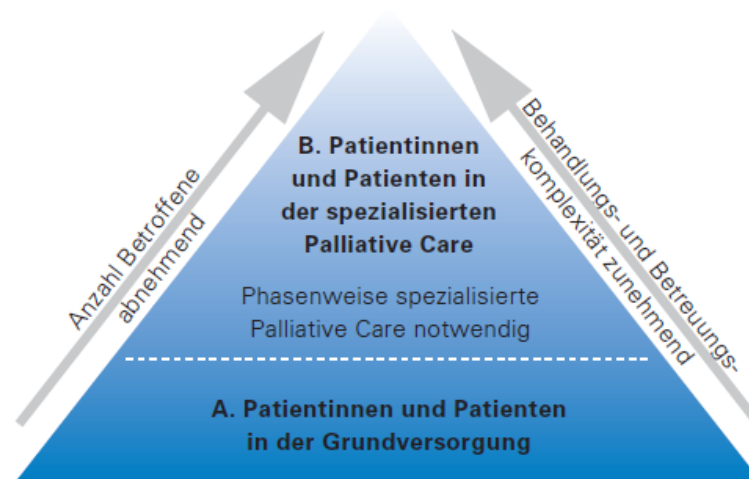 Anzahl Betroffene
abnehmend
B. Patientinnen
und Patienten in
der spezialisierten
Palliative Care
Phasenweise spezialisierte
Palliative Care notwendig
A. Patientinnen und Patienten
in der Grundversorgung
Behandlungs- und Betreuungs-
komplexität zunehmend